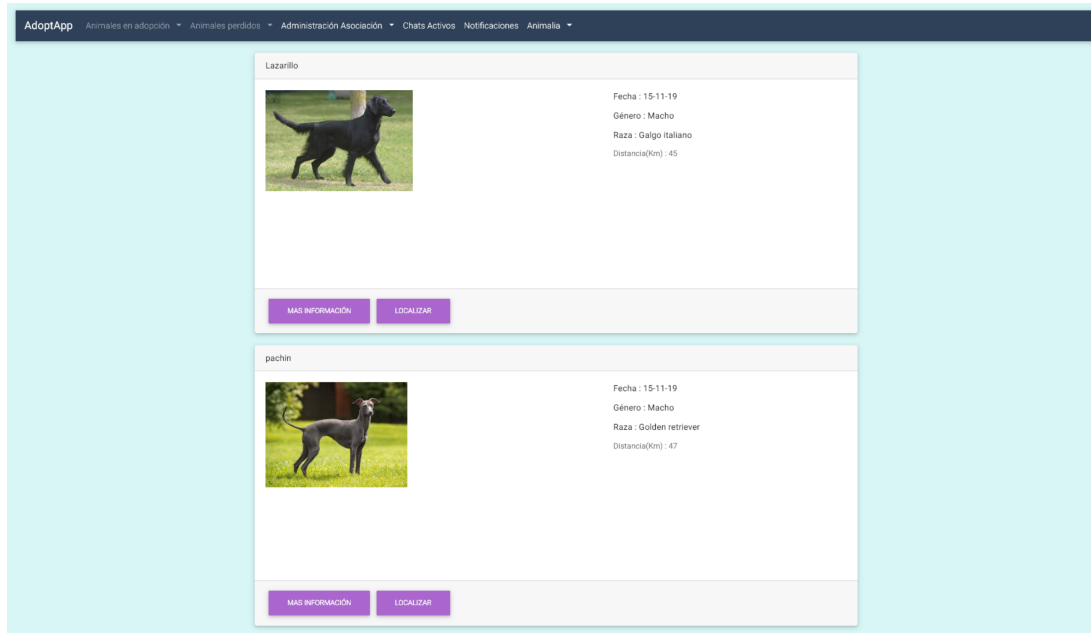 AdoptApp Animales en adopción Animales perdidos Administración Asociación Chats Activos Notificaciones Animalia
Lazarillo
Fecha : 15-11-19
Género : Macho
Raza : Galgo italiano
Distancia(Km) : 45
MAS INFORMACIÓN LOCALIZAR
pachin
Fecha : 15-11-19
Género : Macho
Raza : Golden retriever
Distancia(Km) : 47
MAS INFORMACIÓN LOCALIZAR